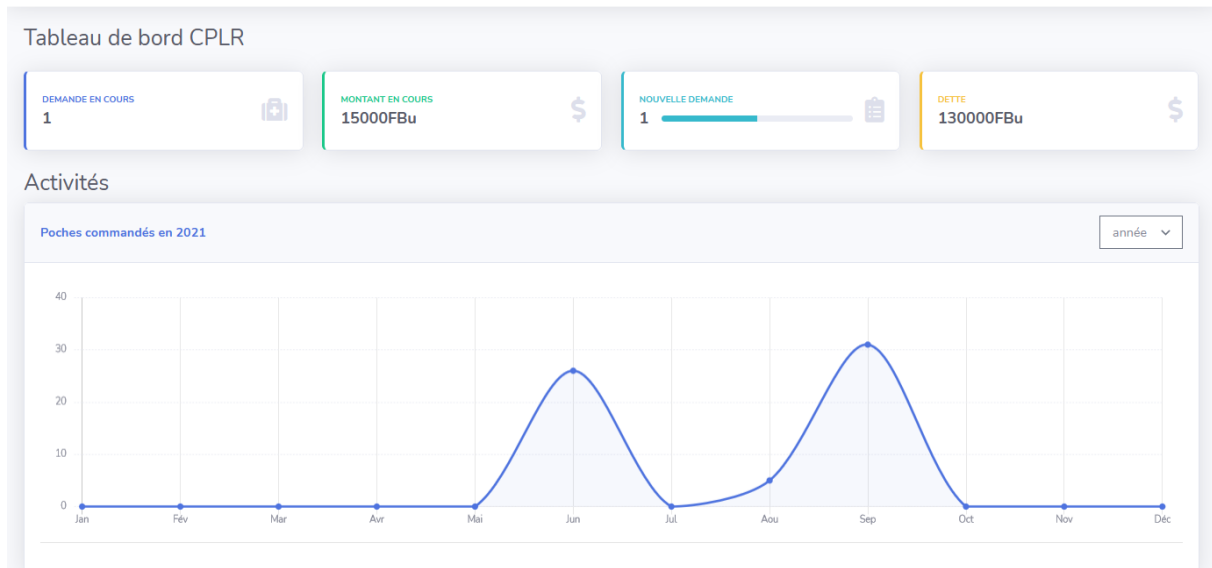 Tableau de bord CPLR
DEMANDE EN COURS
1
MONTANT EN COURS
15000FBu
NOUVELLE DEMANDE
1
DETTE
130000FBu
Activités
Poches commandés en 2021
année
40
30
20
10
0
Jan Fév Mar Avr Mai Jun Jul Aou Sep Oct Nov Déc